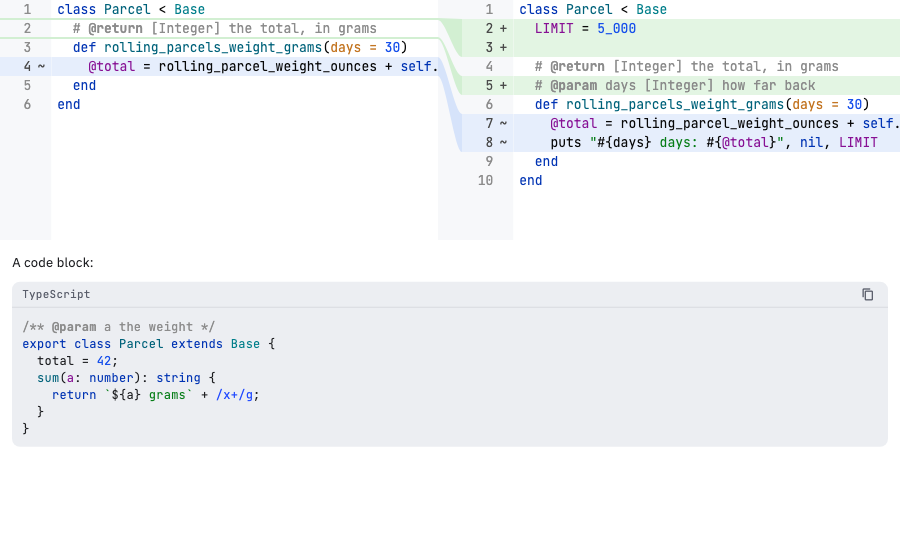 1 class Parcel < Base
2 # @return [Integer] the total, in grams
3 def rolling_parcels_weight_grams(days = 30)
4 ~ @total = rolling_parcel_weight_ounces + self.
5 end
6 end
1 class Parcel < Base
2 + LIMIT = 5_000
3 +
4 # @return [Integer] the total, in grams
5 + # @param days [Integer] how far back
6 def rolling_parcels_weight_grams(days = 30)
7 ~ @total = rolling_parcel_weight_ounces + self.
8 ~ puts "#{days} days: #{@total}", nil, LIMIT
9 end
10 end
A code block:
TypeScript
/** @param a the weight */
export class Parcel extends Base {
total = 42;
sum(a: number): string {
return `${a} grams` + /x+/g;
}
}